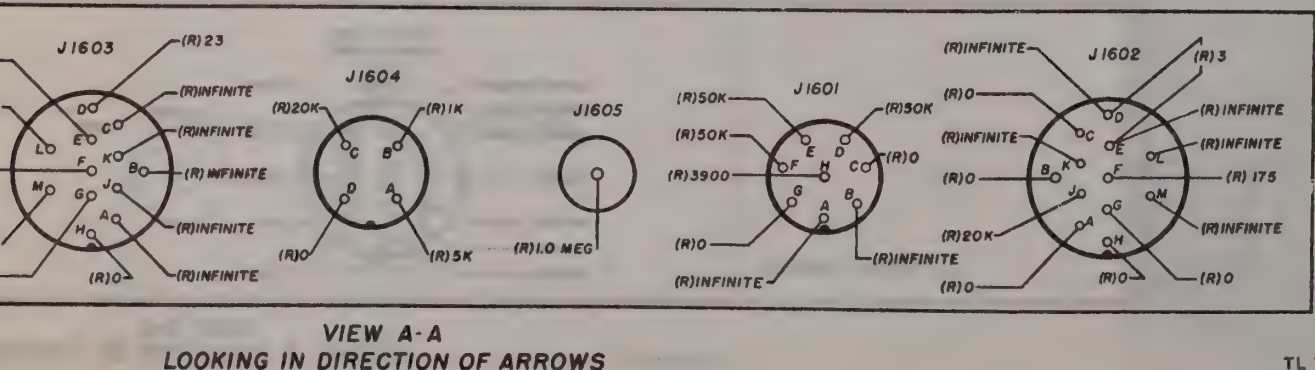 J1603
(R)23
(R)INFINITE
(R)INFINITE
(R)INFINITE
(R)INFINITE
(R)INFINITE
(R)0
D
C
E
L
K
F
B
M
G
J
A
H
J1604
(R)20K
(R)1K
C
B
D
A
(R)0
(R)5K
J1605
(R)1.0 MEG
J1601
(R)50K
(R)50K
(R)50K
(R)3900
(R)0
(R)0
(R)INFINITE
(R)INFINITE
E
D
F
H
C
G
B
A
J1602
(R)INFINITE
(R)3
(R)0
(R)INFINITE
(R)INFINITE
(R)INFINITE
(R)0
(R)175
(R)INFINITE
(R)20K
(R)0
(R)0
(R)0
D
C
E
L
K
B
F
J
M
G
A
H
VIEW A-A
LOOKING IN DIRECTION OF ARROWS
TL